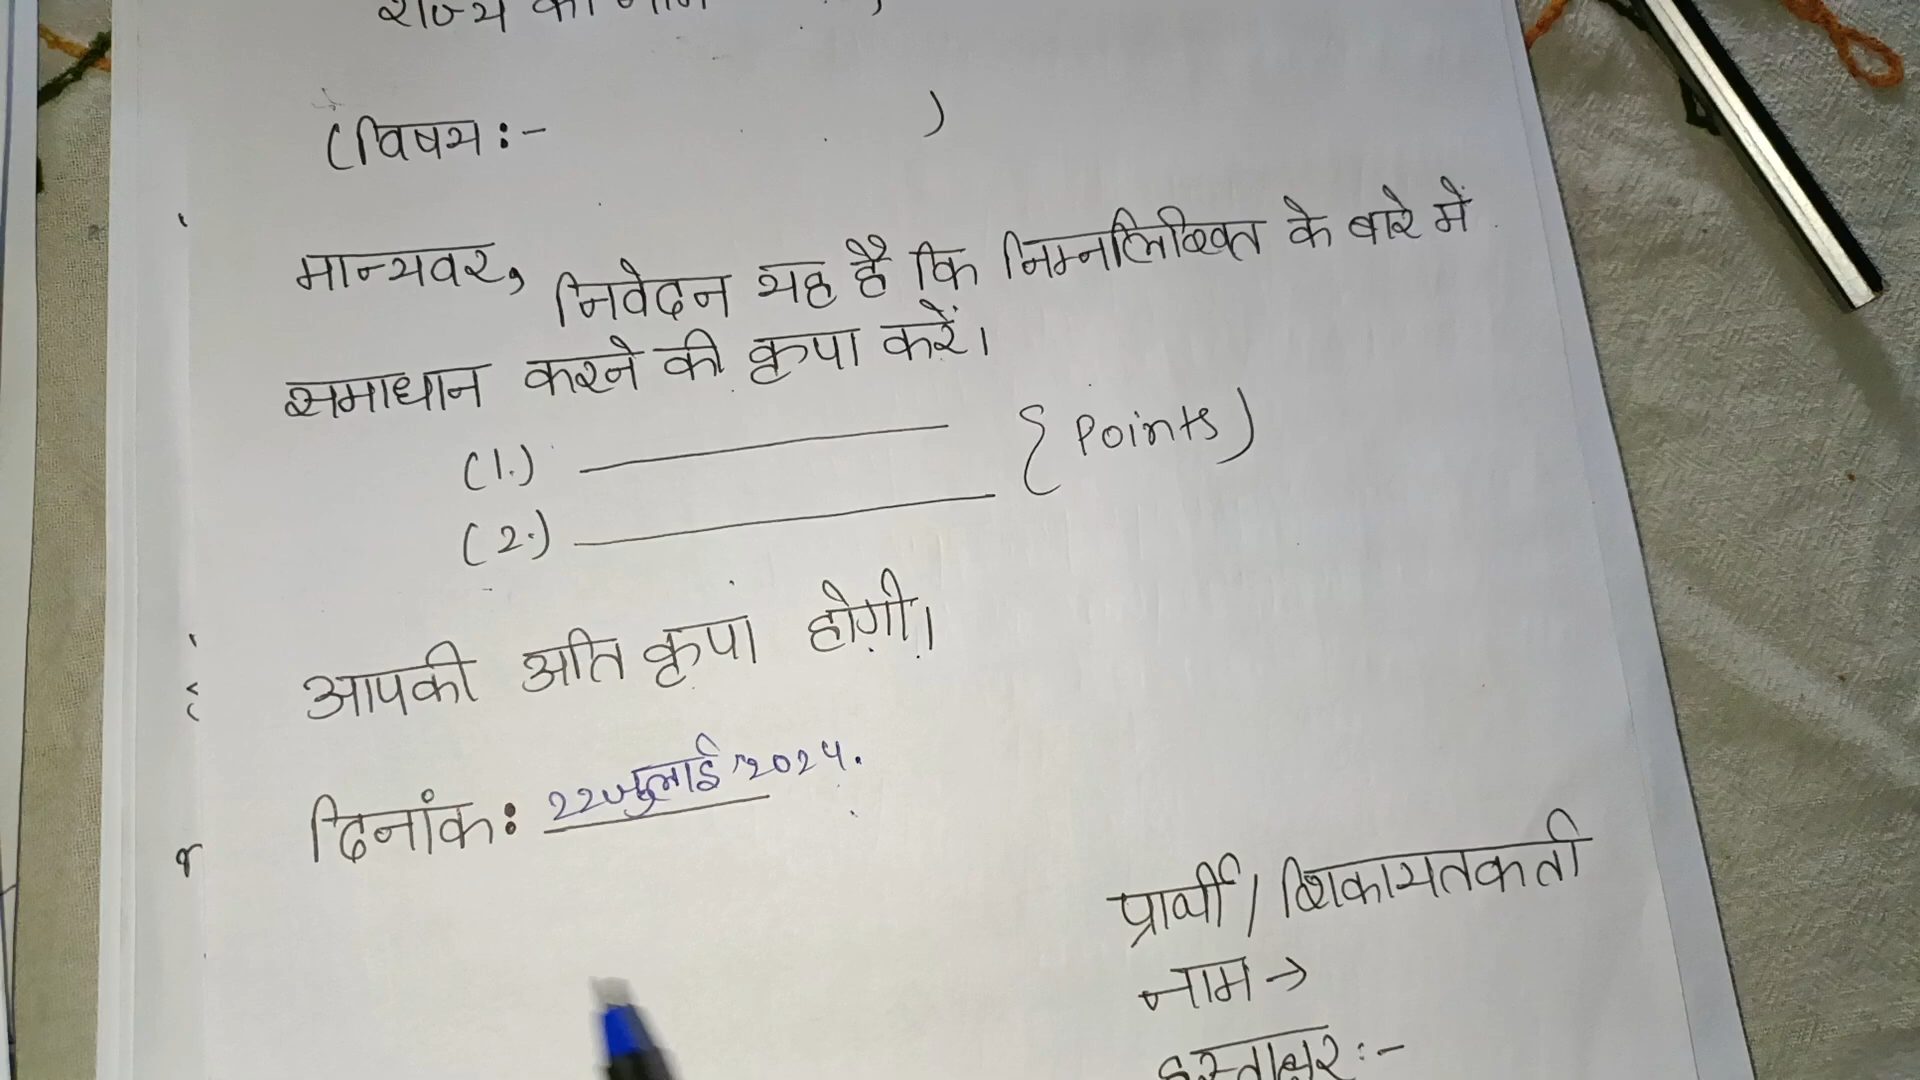 राज्य का नाम ,
(विषय:- )
मान्यवर,
निवेदन यह है कि निम्नलिखित के बारे में
समाधान करने की कृपा करें।
(1.) ————— { Points )
(2.) —————
आपकी अति कृपा होगी।
दिनांक: 22 जुलाई 2024.
प्रार्थी / शिकायतकर्ता
नाम →
हस्ताक्षर:-